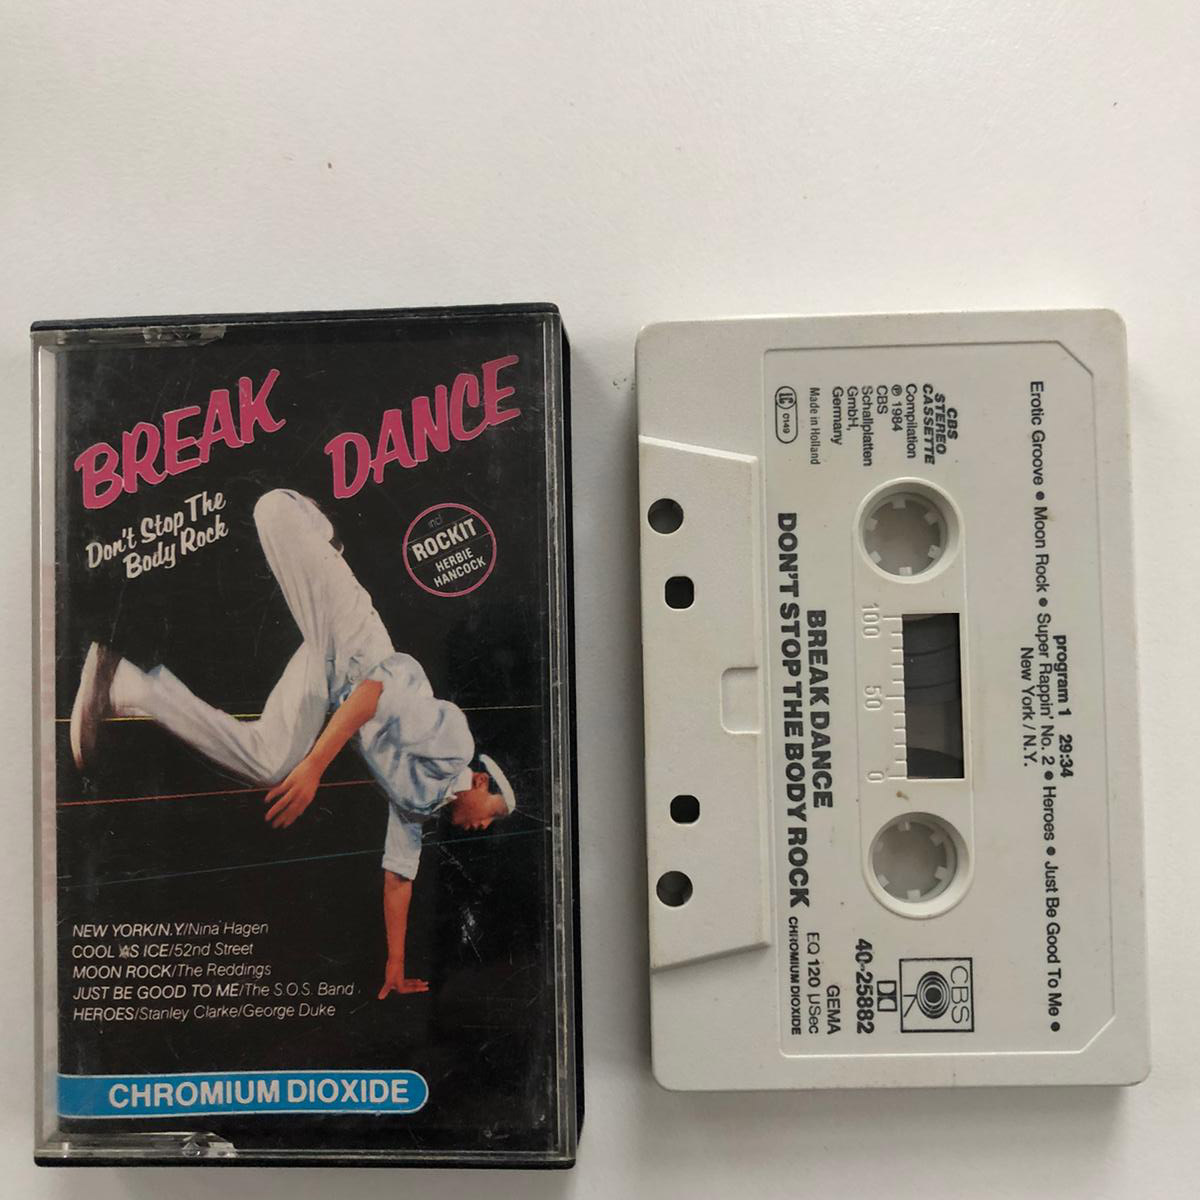 BREAK
DANCE
Don't Stop The
Body Rock
incl.
ROCKIT
HERBIE
HANCOCK
NEW YORK/N.Y/Nina Hagen
COOL AS ICE/52nd Street
MOON ROCK/The Reddings
JUST BE GOOD TO ME/The S.O.S. Band
HEROES/Stanley Clarke/George Duke
CHROMIUM DIOXIDE
program 1 29:34
Erotic Groove • Moon Rock • Super Rappin' No. 2 • Heroes • Just Be Good To Me •
New York / N.Y.
CBS
STEREO
CASSETTE
Compilation
℗ 1984
CBS
Schallplatten
GmbH,
Germany
Made in Holland
LC 0149
100 50 0
BREAK DANCE
DON'T STOP THE BODY ROCK
CBS
40-25882
GEMA
EQ 120 µSec
CHROMIUM DIOXIDE